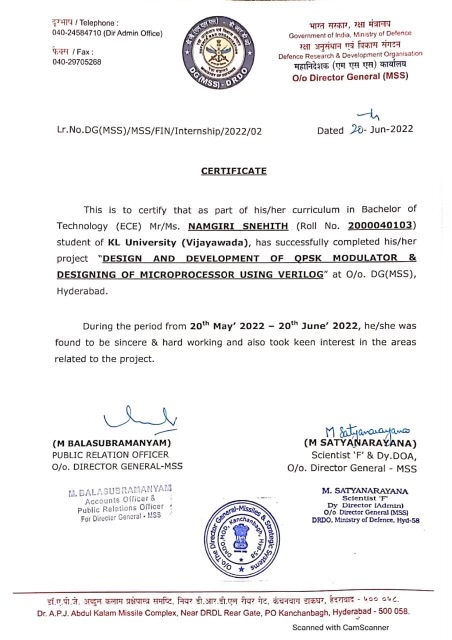 दूरभाष / Telephone :
040-24584710 (Dir Admin Office)
फेक्स / Fax :
040-29705268
DG (MSS) - DRDO
भारत सरकार, रक्षा मंत्रालय
Government of India, Ministry of Defence
रक्षा अनुसंधान एवं विकास संगठन
Defence Research & Development Organisation
महानिदेशक (एम एस एस) कार्यालय
O/o Director General (MSS)
Lr.No.DG(MSS)/MSS/FIN/Internship/2022/02
Dated 20- Jun-2022
CERTIFICATE
This is to certify that as part of his/her curriculum in Bachelor of
Technology (ECE) Mr/Ms. NAMGIRI SNEHITH (Roll No. 2000040103)
student of KL University (Vijayawada), has successfully completed his/her
project "DESIGN AND DEVELOPMENT OF QPSK MODULATOR &
DESIGNING OF MICROPROCESSOR USING VERILOG" at O/o. DG(MSS),
Hyderabad.
During the period from 20th May' 2022 – 20th June' 2022, he/she was
found to be sincere & hard working and also took keen interest in the areas
related to the project.
(M BALASUBRAMANYAM)
PUBLIC RELATION OFFICER
O/o. DIRECTOR GENERAL-MSS
M. BALASUBRAMANYAM
Accounts Officer &
Public Relations Officer
For Director General - MSS
M Satyanarayana
(M SATYANARAYANA)
Scientist 'F' & Dy.DOA,
O/o. Director General - MSS
M. SATYANARAYANA
Scientist 'F'
Dy Director (Admin)
O/o Director General (MSS)
DRDO, Ministry of Defence, Hyd-58
O/o. The Director General-Missiles & Strategic Systems
DRDO, MOD, Kanchanbagh, Hyd-58
डॉ.ए.पी.जे. अब्दुल कलाम प्रक्षेपास्त्र समष्टि, नियर डी.आर.डी.एल रीयर गेट, कंचनबाग डाकघर, हैदराबाद - ५०० ०५८.
Dr. A.P.J. Abdul Kalam Missile Complex, Near DRDL Rear Gate, PO Kanchanbagh, Hyderabad - 500 058.
Scanned with CamScanner